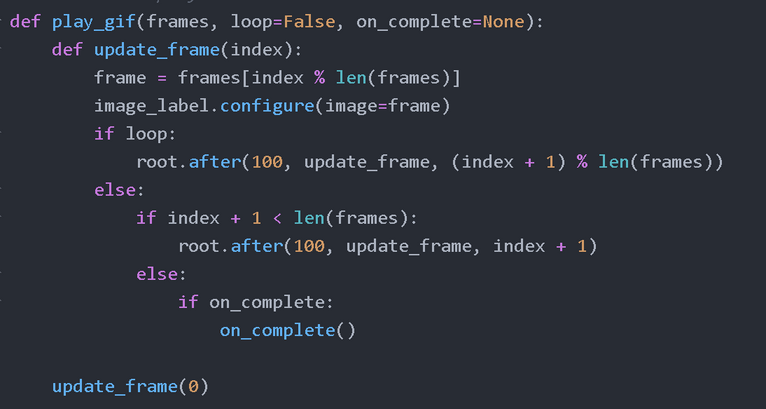 def play_gif(frames, loop=False, on_complete=None):
    def update_frame(index):
        frame = frames[index % len(frames)]
        image_label.configure(image=frame)
        if loop:
            root.after(100, update_frame, (index + 1) % len(frames))
        else:
            if index + 1 < len(frames):
                root.after(100, update_frame, index + 1)
            else:
                if on_complete:
                    on_complete()

    update_frame(0)